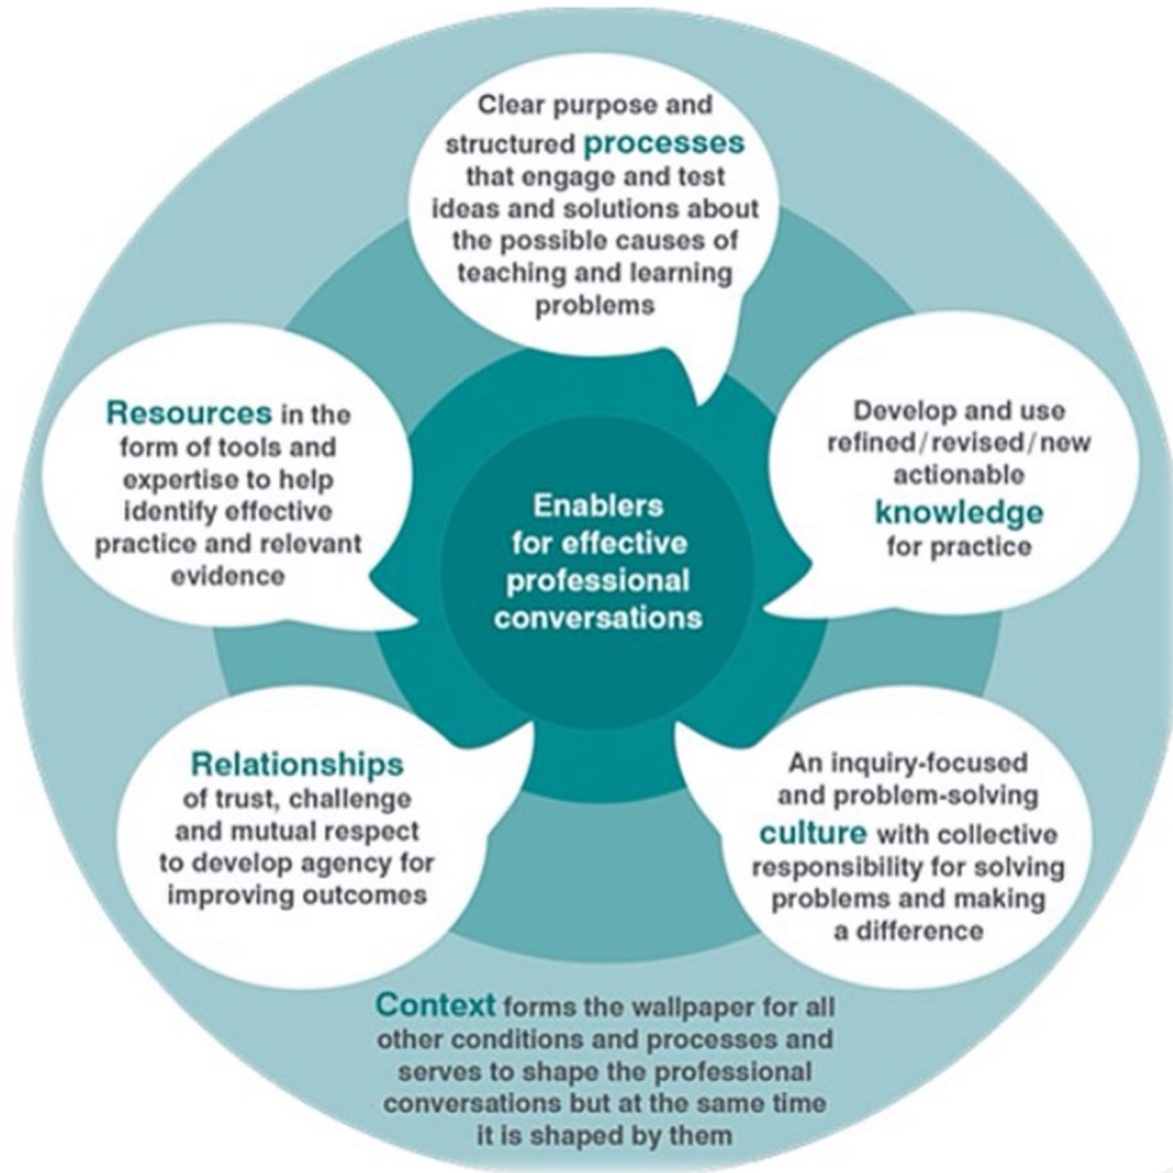 Clear purpose and
structured processes
that engage and test
ideas and solutions about
the possible causes of
teaching and learning
problems
Resources in the
form of tools and
expertise to help
identify effective
practice and relevant
evidence
Develop and use
refined/revised/new
actionable
knowledge
for practice
Enablers
for effective
professional
conversations
Relationships
of trust, challenge
and mutual respect
to develop agency for
improving outcomes
An inquiry-focused
and problem-solving
culture with collective
responsibility for solving
problems and making
a difference
Context forms the wallpaper for all
other conditions and processes and
serves to shape the professional
conversations but at the same time
it is shaped by them